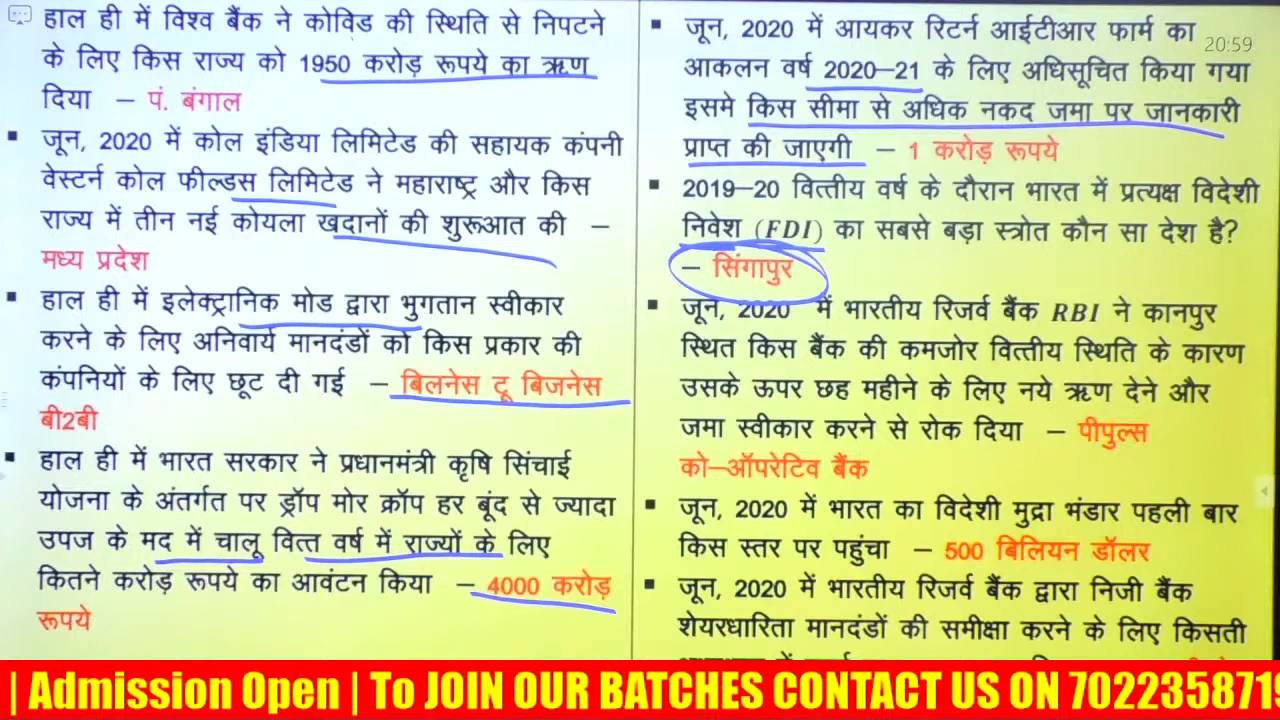 हाल ही में विश्व बैंक ने कोविड की स्थिति से निपटने
के लिए किस राज्य को 1950 करोड़ रूपये का ऋण
दिया – पं. बंगाल
जून, 2020 में कोल इंडिया लिमिटेड की सहायक कंपनी
वेस्टर्न कोल फील्डस लिमिटेड ने महाराष्ट्र और किस
राज्य में तीन नई कोयला खदानों की शुरूआत की –
मध्य प्रदेश
हाल ही में इलेक्ट्रानिक मोड द्वारा भुगतान स्वीकार
करने के लिए अनिवार्य मानदंडों को किस प्रकार की
कंपनियों के लिए छूट दी गई – बिलनेस टू बिजनेस
बी2बी
हाल ही में भारत सरकार ने प्रधानमंत्री कृषि सिंचाई
योजना के अंतर्गत पर ड्रॉप मोर क्रॉप हर बूंद से ज्यादा
उपज के मद में चालू वित्त वर्ष में राज्यों के लिए
कितने करोड़ रूपये का आवंटन किया – 4000 करोड़
रूपये
जून, 2020 में आयकर रिटर्न आईटीआर फार्म का
20:59
आकलन वर्ष 2020–21 के लिए अधिसूचित किया गया
इसमे किस सीमा से अधिक नकद जमा पर जानकारी
प्राप्त की जाएगी – 1 करोड़ रूपये
2019–20 वित्तीय वर्ष के दौरान भारत में प्रत्यक्ष विदेशी
निवेश (FDI) का सबसे बड़ा स्त्रोत कौन सा देश है?
– सिंगापुर
जून, 2020 में भारतीय रिजर्व बैंक RBI ने कानपुर
स्थित किस बैंक की कमजोर वित्तीय स्थिति के कारण
उसके ऊपर छह महीने के लिए नये ऋण देने और
जमा स्वीकार करने से रोक दिया – पीपुल्स
को–ऑपरेटिव बैंक
जून, 2020 में भारत का विदेशी मुद्रा भंडार पहली बार
किस स्तर पर पहुंचा – 500 बिलियन डॉलर
जून, 2020 में भारतीय रिजर्व बैंक द्वारा निजी बैंक
शेयरधारिता मानदंडों की समीक्षा करने के लिए किसती
| Admission Open | To JOIN OUR BATCHES CONTACT US ON 702235871